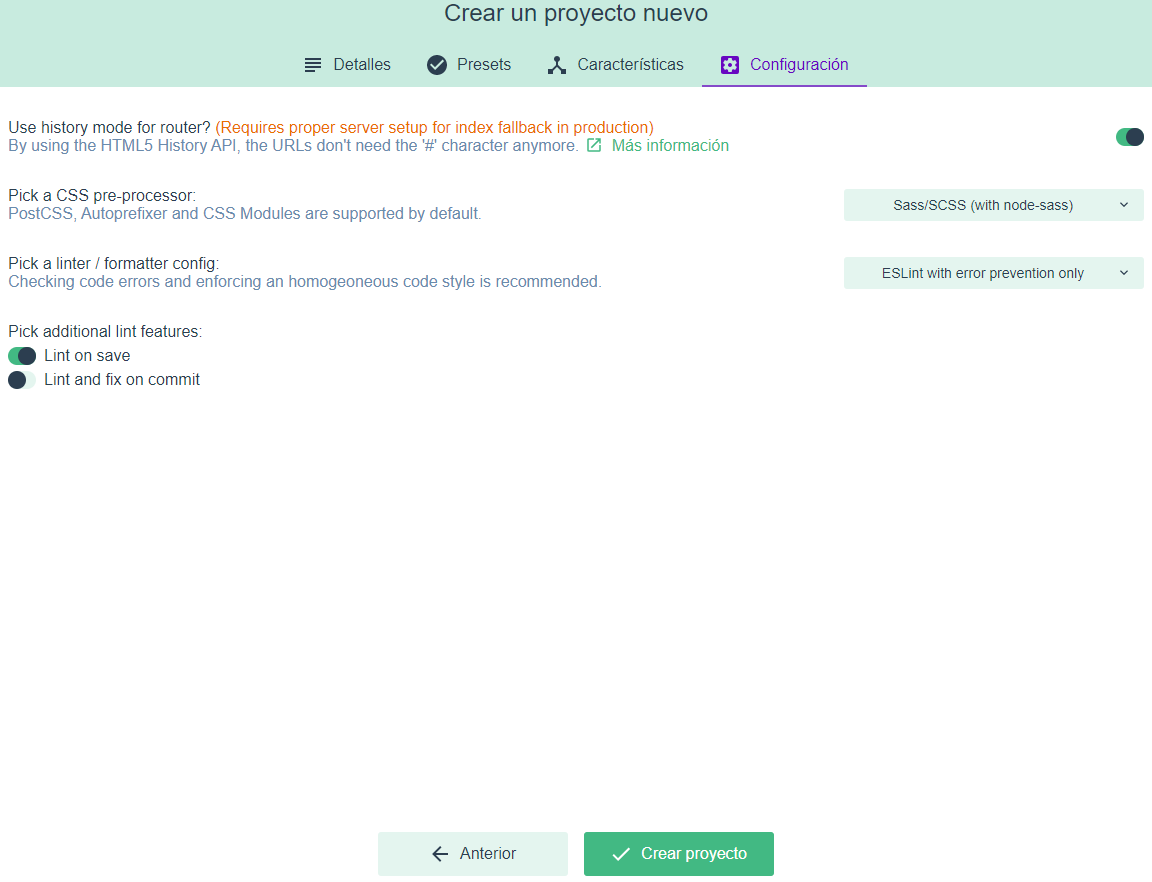 Crear un proyecto nuevo
Detalles Presets Características Configuración
Use history mode for router? (Requires proper server setup for index fallback in production)
By using the HTML5 History API, the URLs don't need the '#' character anymore. Más información
Pick a CSS pre-processor:
PostCSS, Autoprefixer and CSS Modules are supported by default.
Sass/SCSS (with node-sass)
Pick a linter / formatter config:
Checking code errors and enforcing an homogeoneous code style is recommended.
ESLint with error prevention only
Pick additional lint features:
Lint on save
Lint and fix on commit
Anterior Crear proyecto